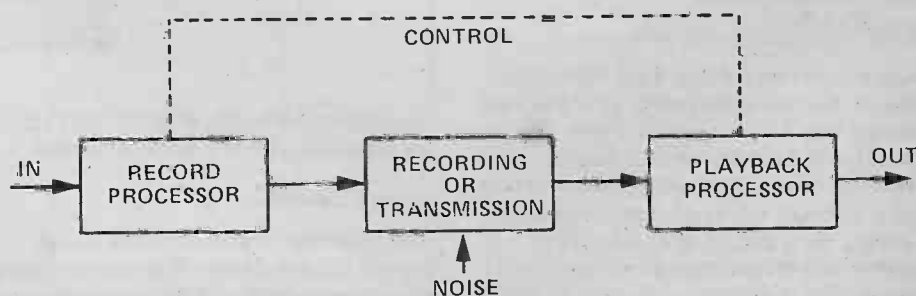 CONTROL
IN
RECORD
PROCESSOR
RECORDING
OR
TRANSMISSION
PLAYBACK
PROCESSOR
OUT
NOISE